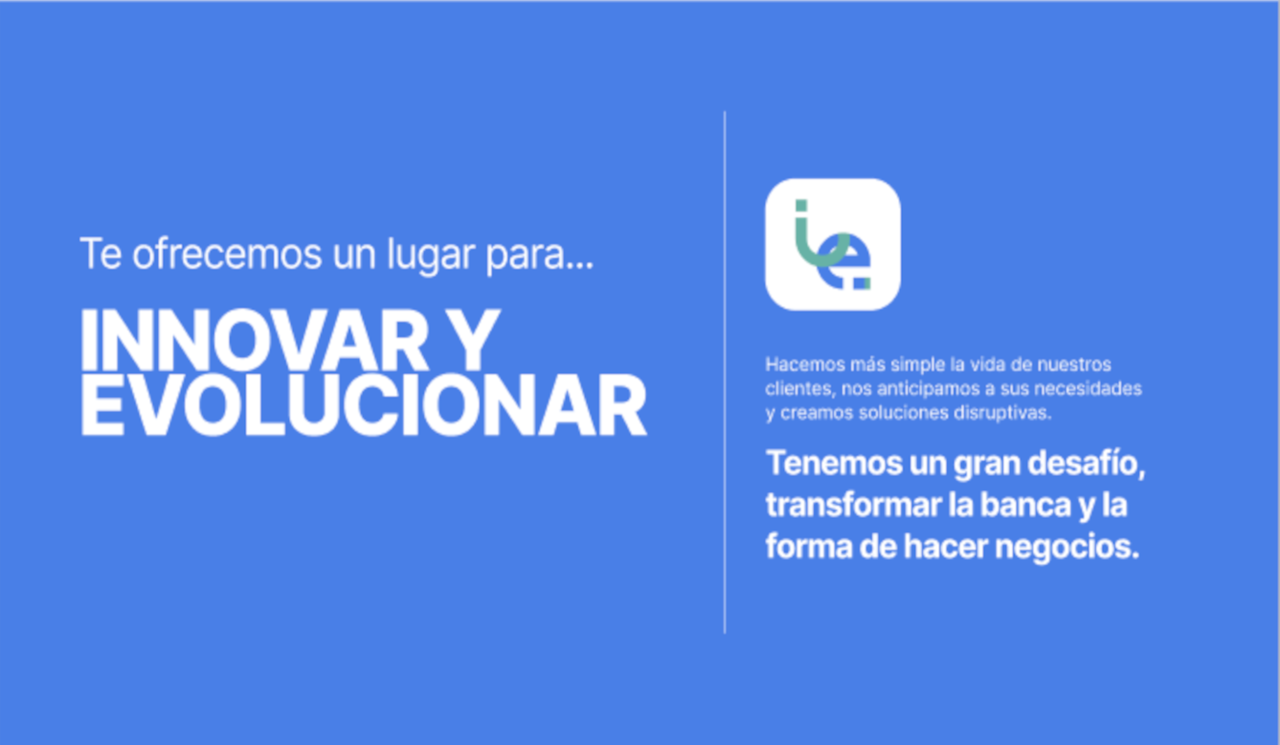 Te ofrecemos un lugar para...
INNOVAR Y
EVOLUCIONAR
ie
Hacemos más simple la vida de nuestros
clientes, nos anticipamos a sus necesidades
y creamos soluciones disruptivas.
Tenemos un gran desafío,
transformar la banca y la
forma de hacer negocios.